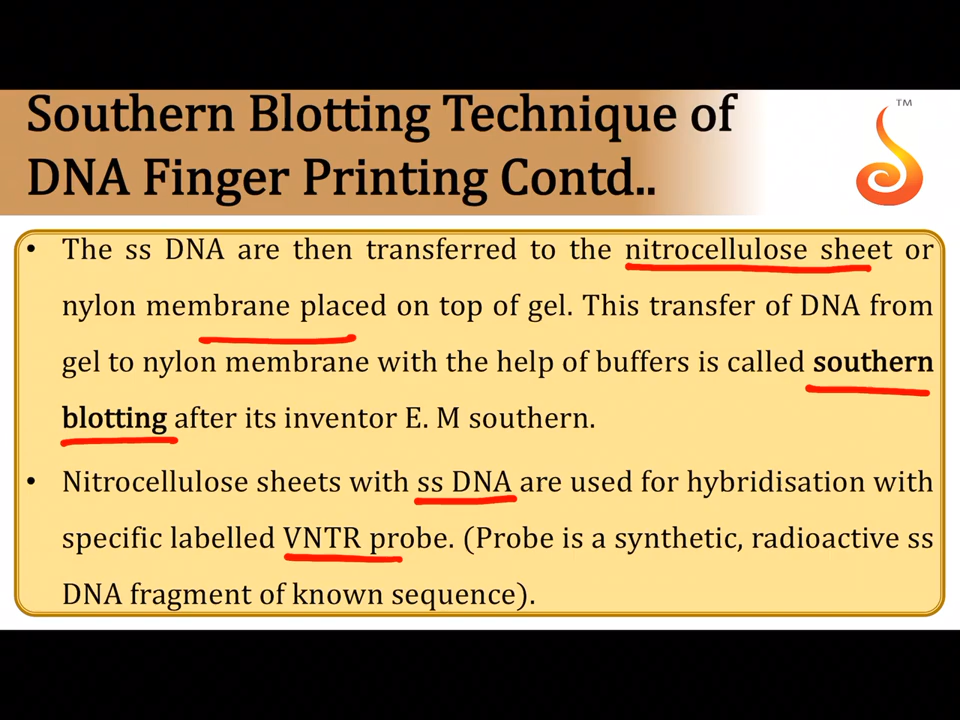 Southern Blotting Technique of
DNA Finger Printing Contd..
TM
• The ss DNA are then transferred to the nitrocellulose sheet or
nylon membrane placed on top of gel. This transfer of DNA from
gel to nylon membrane with the help of buffers is called southern
blotting after its inventor E. M southern.
• Nitrocellulose sheets with ss DNA are used for hybridisation with
specific labelled VNTR probe. (Probe is a synthetic, radioactive ss
DNA fragment of known sequence).